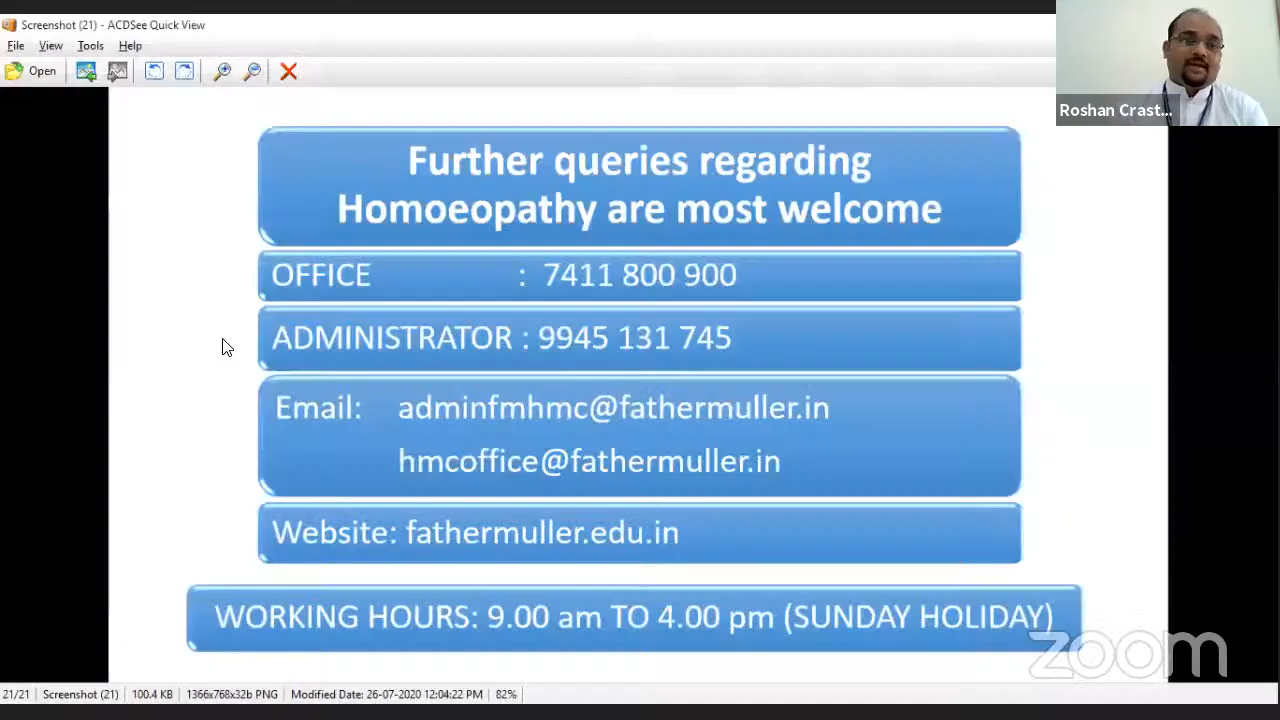 Screenshot (21) - ACDSee Quick View
File View Tools Help
Open
Roshan Crast...
Further queries regarding
Homoeopathy are most welcome
OFFICE : 7411 800 900
ADMINISTRATOR : 9945 131 745
Email: adminfmhmc@fathermuller.in
hmcoffice@fathermuller.in
Website: fathermuller.edu.in
WORKING HOURS: 9.00 am TO 4.00 pm (SUNDAY HOLIDAY)
zoom
21/21 Screenshot (21) 100.4 KB 1366x768x32b PNG Modified Date: 26-07-2020 12:04:22 PM 82%